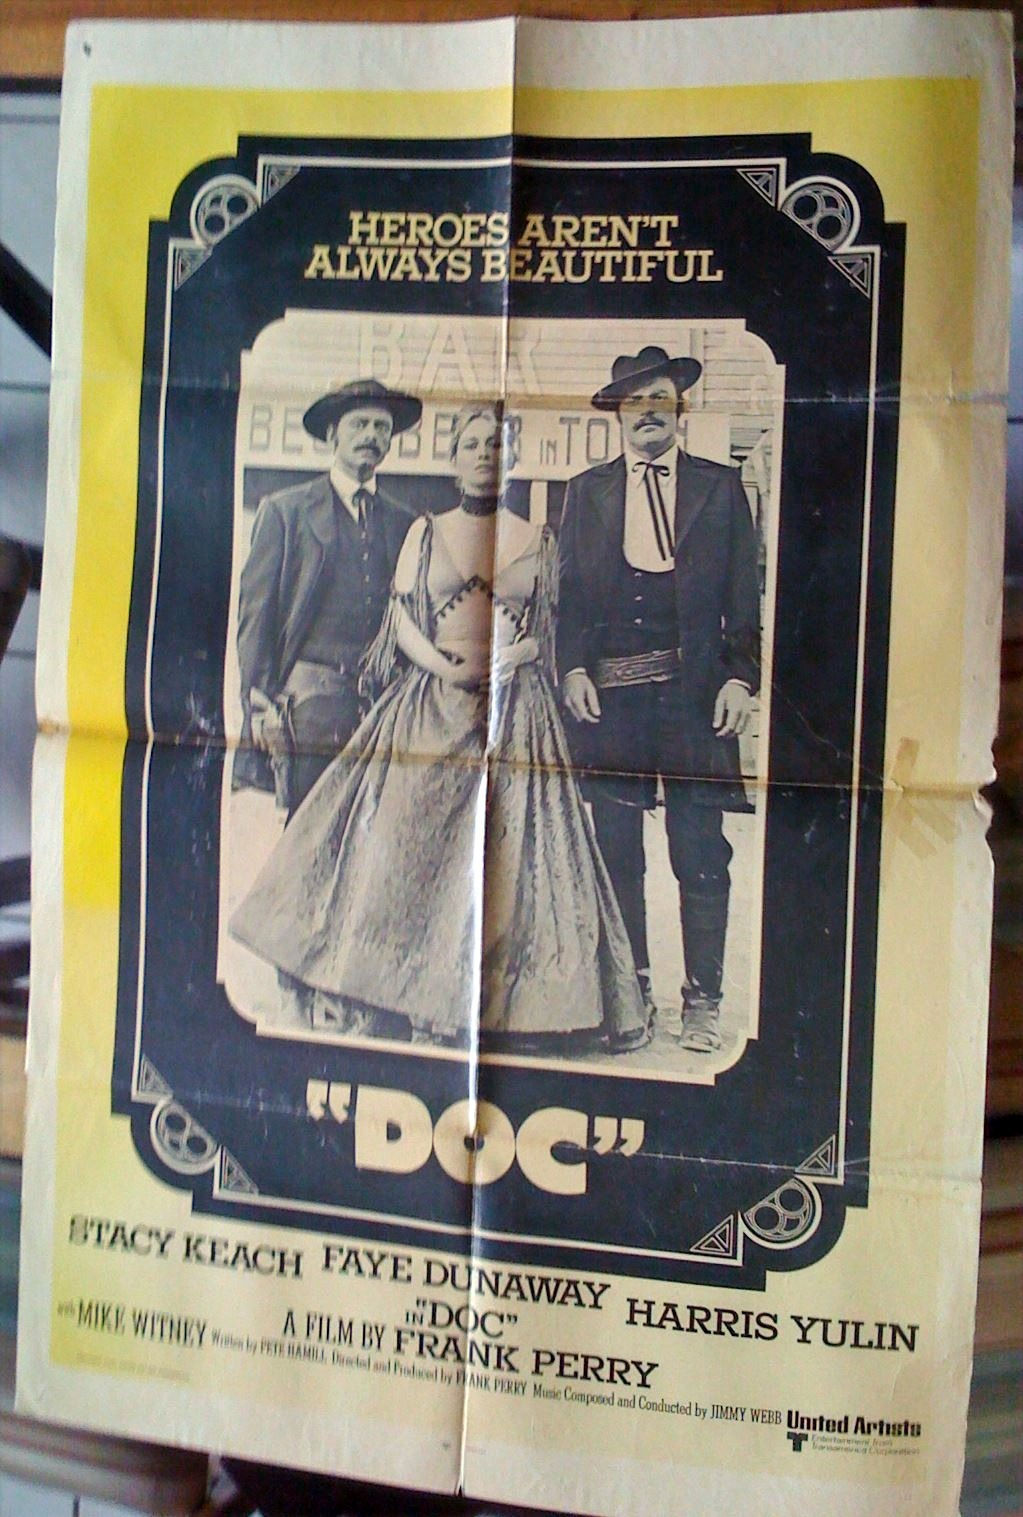 HEROES AREN'T
ALWAYS BEAUTIFUL
BAR
IN TO
"DOC"
STACY KEACH FAYE DUNAWAY HARRIS YULIN
IN "DOC"
with MIKE WITNEY A FILM BY FRANK PERRY
Written by PETE HAMILL Directed and Produced by FRANK PERRY Music Composed and Conducted by JIMMY WEBB United Artists
Entertainment from
Transamerica Corporation